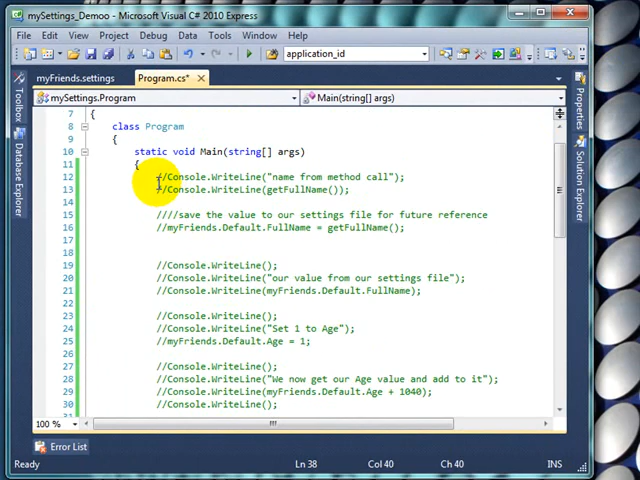 mySettings_Demoo - Microsoft Visual C# 2010 Express
File Edit View Project Debug Data Tools Window Help
application_id
myFriends.settings Program.cs*
mySettings.Program Main(string[] args)
7 {
8 class Program
9 {
10 static void Main(string[] args)
11 {
12 //Console.WriteLine("name from method call");
13 //Console.WriteLine(getFullName());
14
15 ////save the value to our settings file for future reference
16 //myFriends.Default.FullName = getFullName();
17
18
19 //Console.WriteLine();
20 //Console.WriteLine("our value from our settings file");
21 //Console.WriteLine(myFriends.Default.FullName);
22
23 //Console.WriteLine();
24 //Console.WriteLine("Set 1 to Age");
25 //myFriends.Default.Age = 1;
26
27 //Console.WriteLine();
28 //Console.WriteLine("We now get our Age value and add to it");
29 //Console.WriteLine(myFriends.Default.Age + 1040);
30 //Console.WriteLine();
31
Toolbox
Database Explorer
Properties
Solution Explorer
100 %
Error List
Ready Ln 38 Col 40 Ch 40 INS